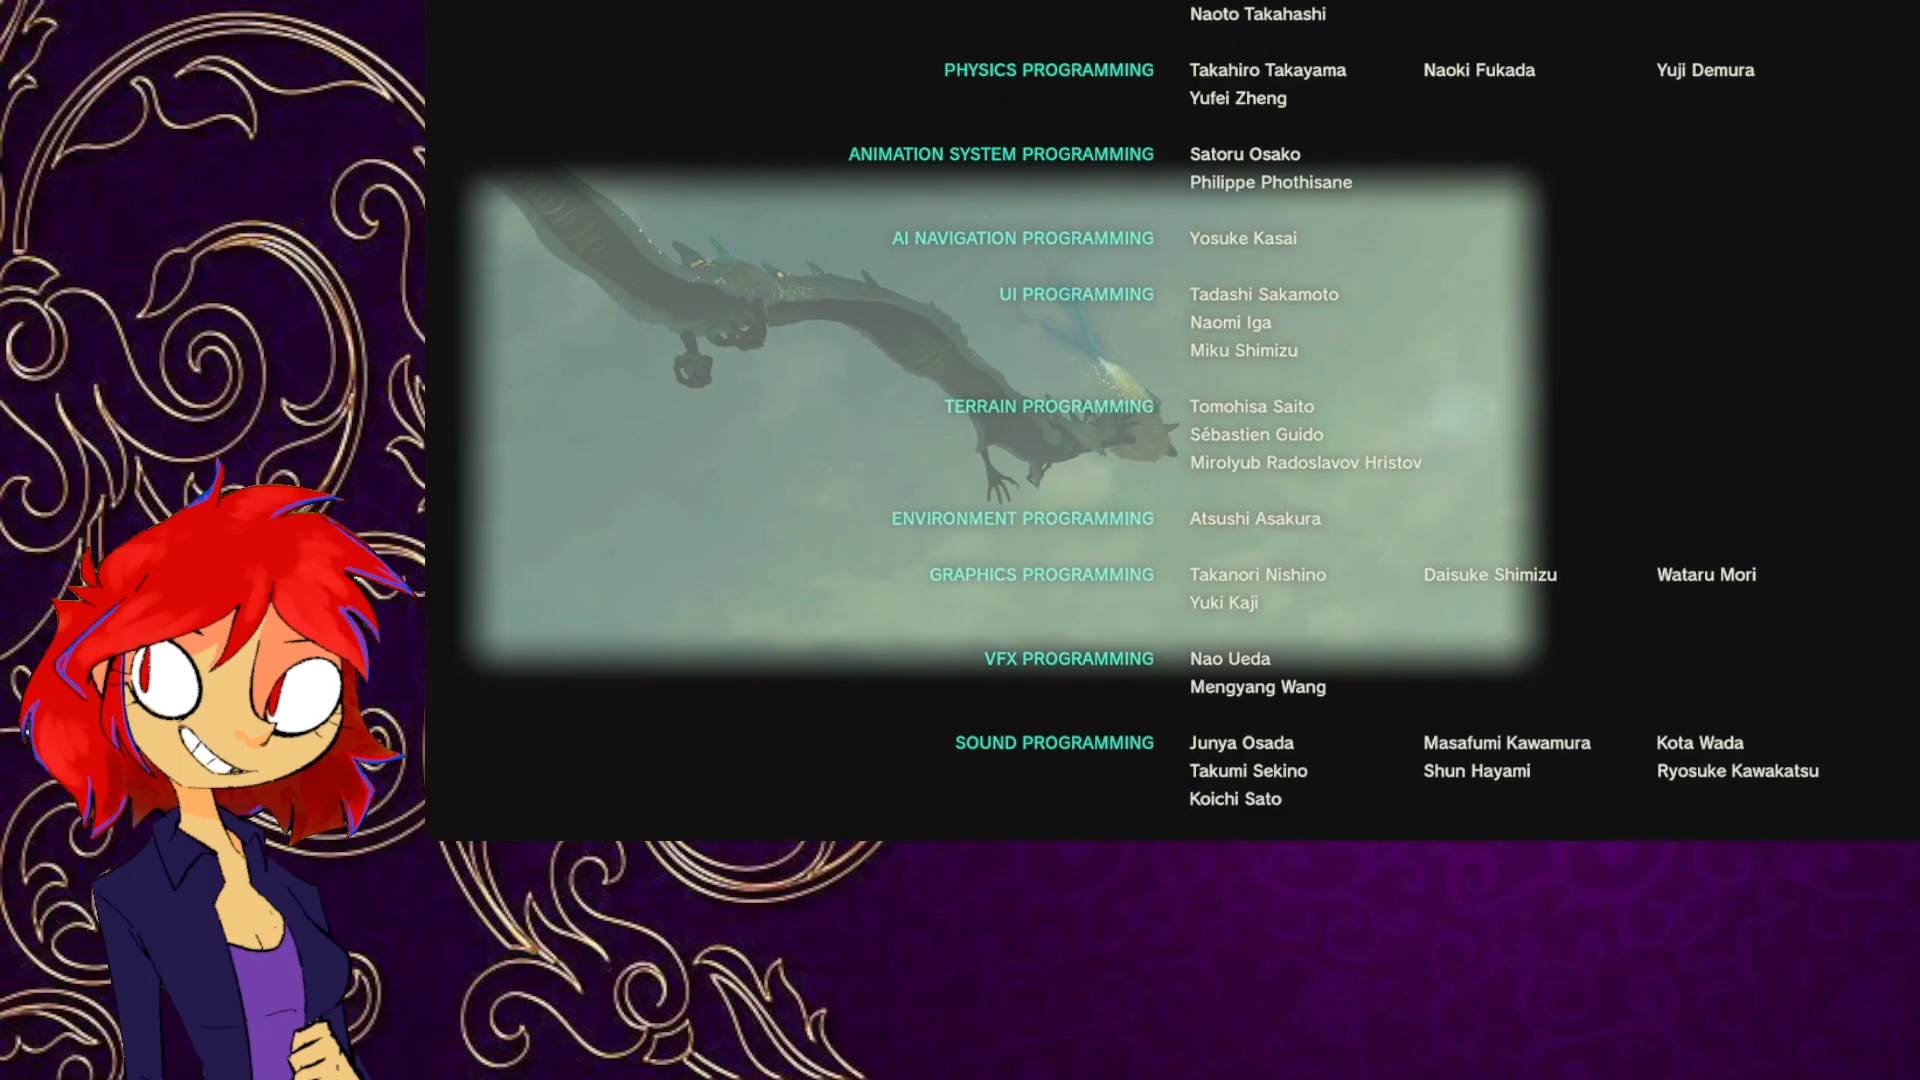 Naoto Takahashi
PHYSICS PROGRAMMING Takahiro Takayama Naoki Fukada Yuji Demura
Yufei Zheng
ANIMATION SYSTEM PROGRAMMING Satoru Osako
Philippe Phothisane
AI NAVIGATION PROGRAMMING Yosuke Kasai
UI PROGRAMMING Tadashi Sakamoto
Naomi Iga
Miku Shimizu
TERRAIN PROGRAMMING Tomohisa Saito
Sébastien Guido
Mirolyub Radoslavov Hristov
ENVIRONMENT PROGRAMMING Atsushi Asakura
GRAPHICS PROGRAMMING Takanori Nishino Daisuke Shimizu Wataru Mori
Yuki Kaji
VFX PROGRAMMING Nao Ueda
Mengyang Wang
SOUND PROGRAMMING Junya Osada Masafumi Kawamura Kota Wada
Takumi Sekino Shun Hayami Ryosuke Kawakatsu
Koichi Sato